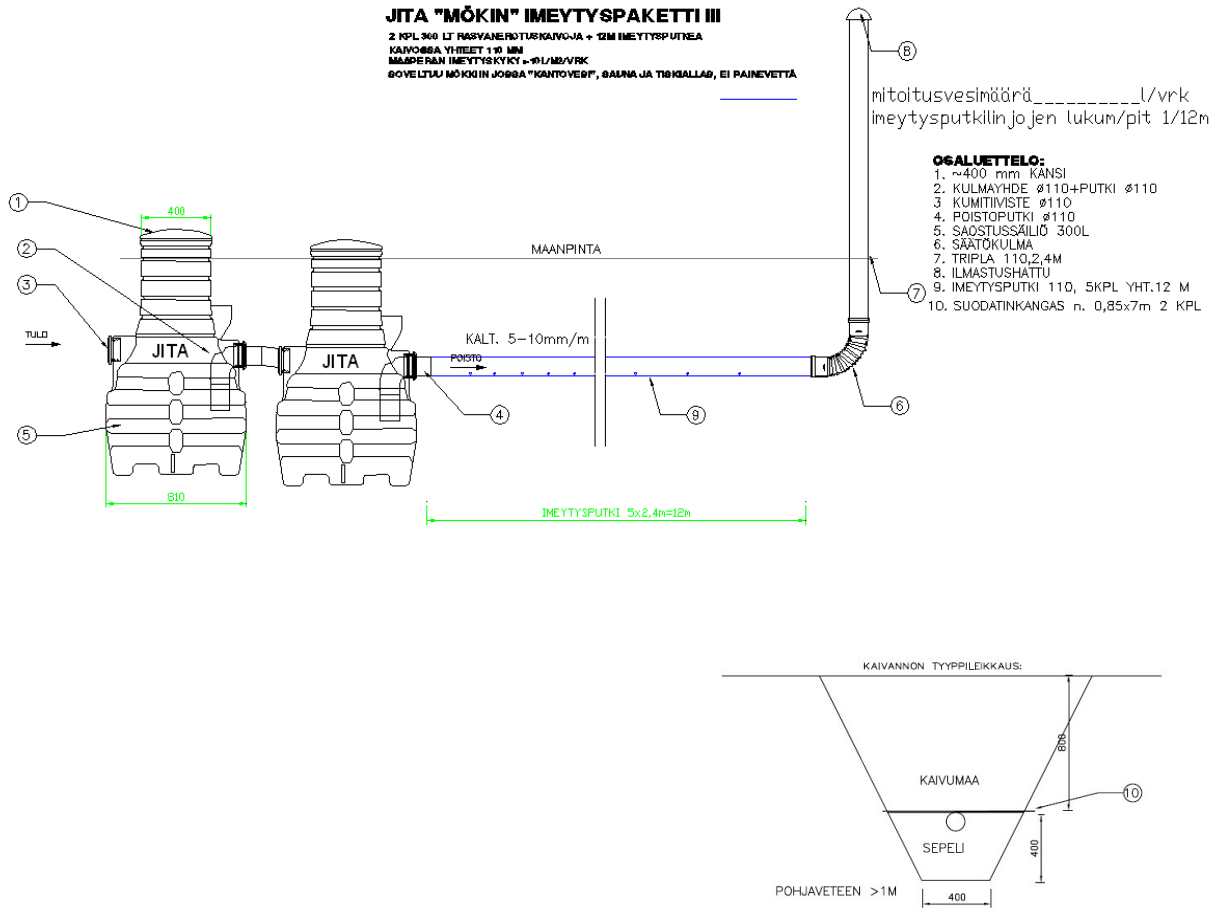 JITA "MÖKIN" IMEYTYSPAKETTI III
2 KPL 300 LT RASVANEROTUSKAIVOJA + 12M IMEYTYSPUTKEA
KAIVOSSA YHTEET 110 MM
MAAPERAN IMEYTYSKYKY >10L/M2/VRK
SOVELTUU MÖKKIIN JOSSA "KANTOVESI", SAUNA JA TISKIALLAS, EI PAINEVETTÄ
8
mitoitusvesimäärä__________l/vrk
imeytysputkilinjojen lukum/pit 1/12m
OSALUETTELO:
1. ~400 mm KANSI
2. KULMAYHDE ø110+PUTKI ø110
3 KUMITIIVISTE ø110
4. POISTOPUTKI ø110
5. SAOSTUSSÄILIÖ 300L
6. SÄÄTÖKULMA
7. TRIPLA 110,2,4M
8. ILMASTUSHATTU
9. IMEYTYSPUTKI 110, 5KPL YHT.12 M
10. SUODATINKANGAS n. 0,85x7m 2 KPL
1
400
2
MAANPINTA
3
7
TULO
JITA
JITA
KALT. 5-10mm/m
POISTO
4
9
6
5
810
IMEYTYSPUTKI 5x2,4m=12m
KAIVANNON TYYPPILEIKKAUS:
800
KAIVUMAA
10
SEPELI
400
POHJAVETEEN >1M
400